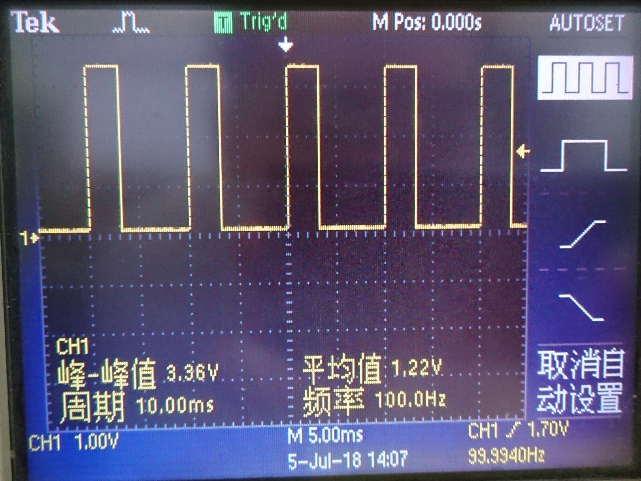 Tek T Trig'd M Pos: 0.000s AUTOSET
1
CH1
峰-峰值 3.36V 平均值 1.22V
周期 10.00ms 频率 100.0Hz
取消自
动设置
CH1 1.00V M 5.00ms CH1 1.70V
5-Jul-18 14:07 99.9940Hz